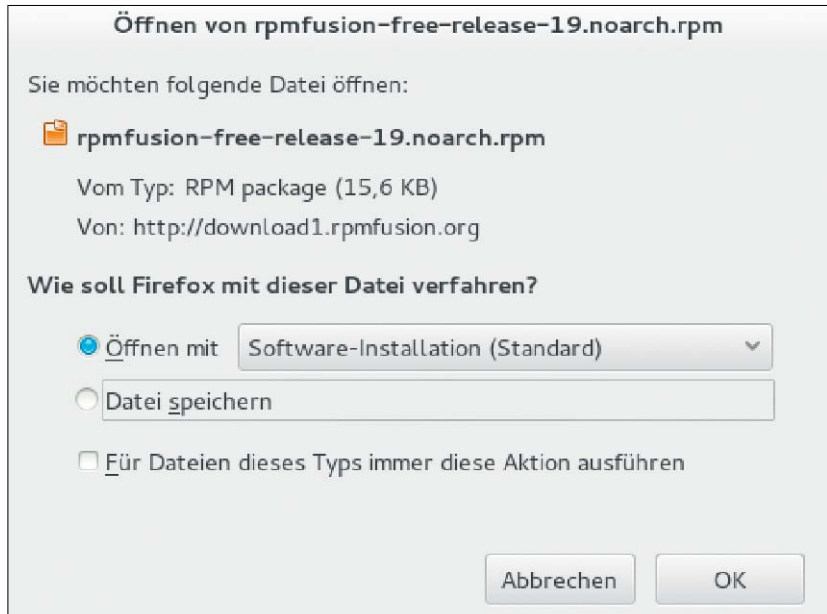 Öffnen von rpmfusion-free-release-19.noarch.rpm
Sie möchten folgende Datei öffnen:
rpmfusion-free-release-19.noarch.rpm
Vom Typ: RPM package (15,6 KB)
Von: http://download1.rpmfusion.org
Wie soll Firefox mit dieser Datei verfahren?
Öffnen mit Software-Installation (Standard)
Datei speichern
Für Dateien dieses Typs immer diese Aktion ausführen
Abbrechen OK